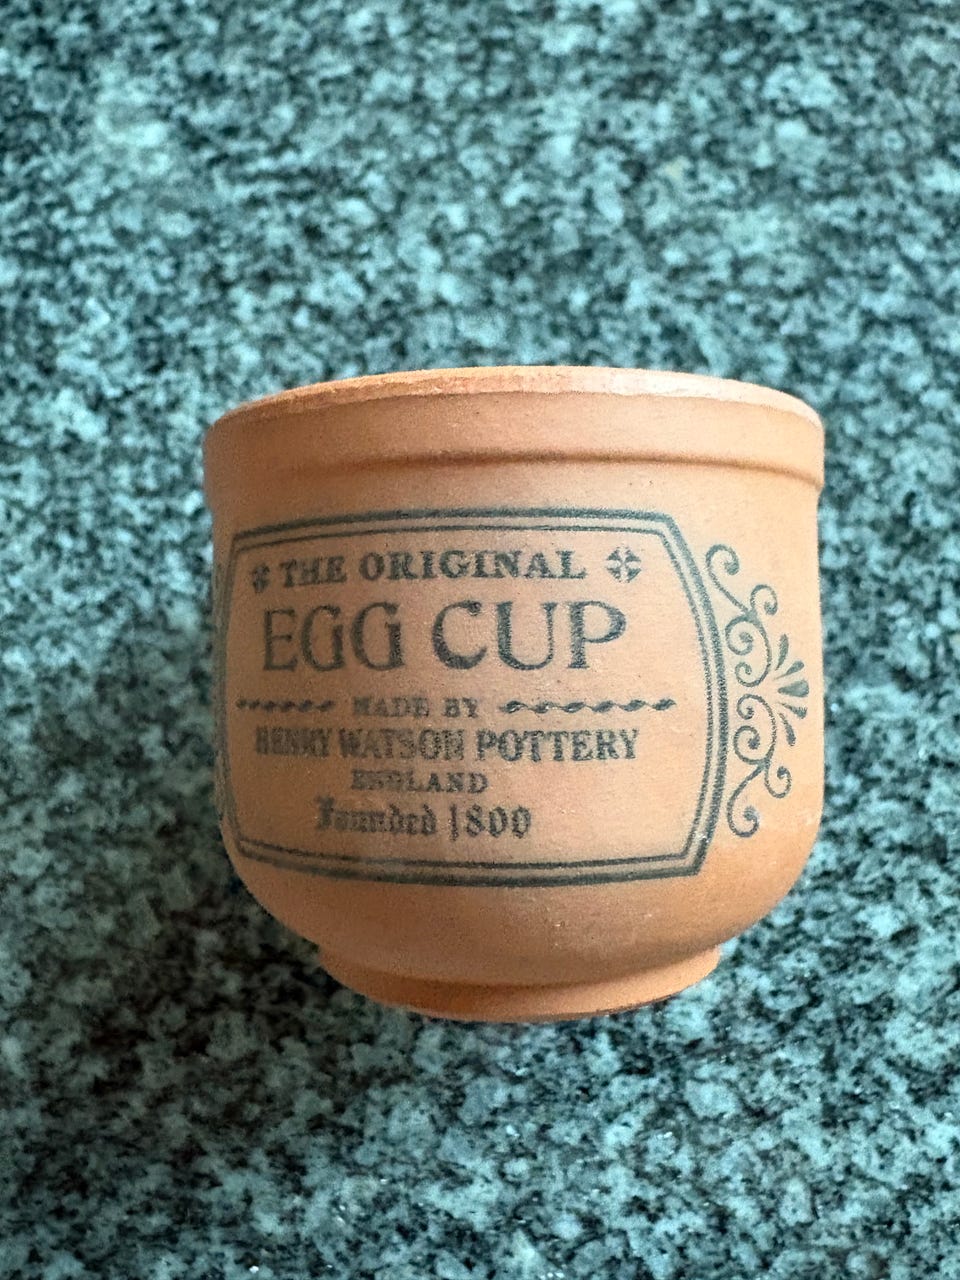 THE ORIGINAL
EGG CUP
MADE BY
HENRY WATSON POTTERY
ENGLAND
Founded 1800